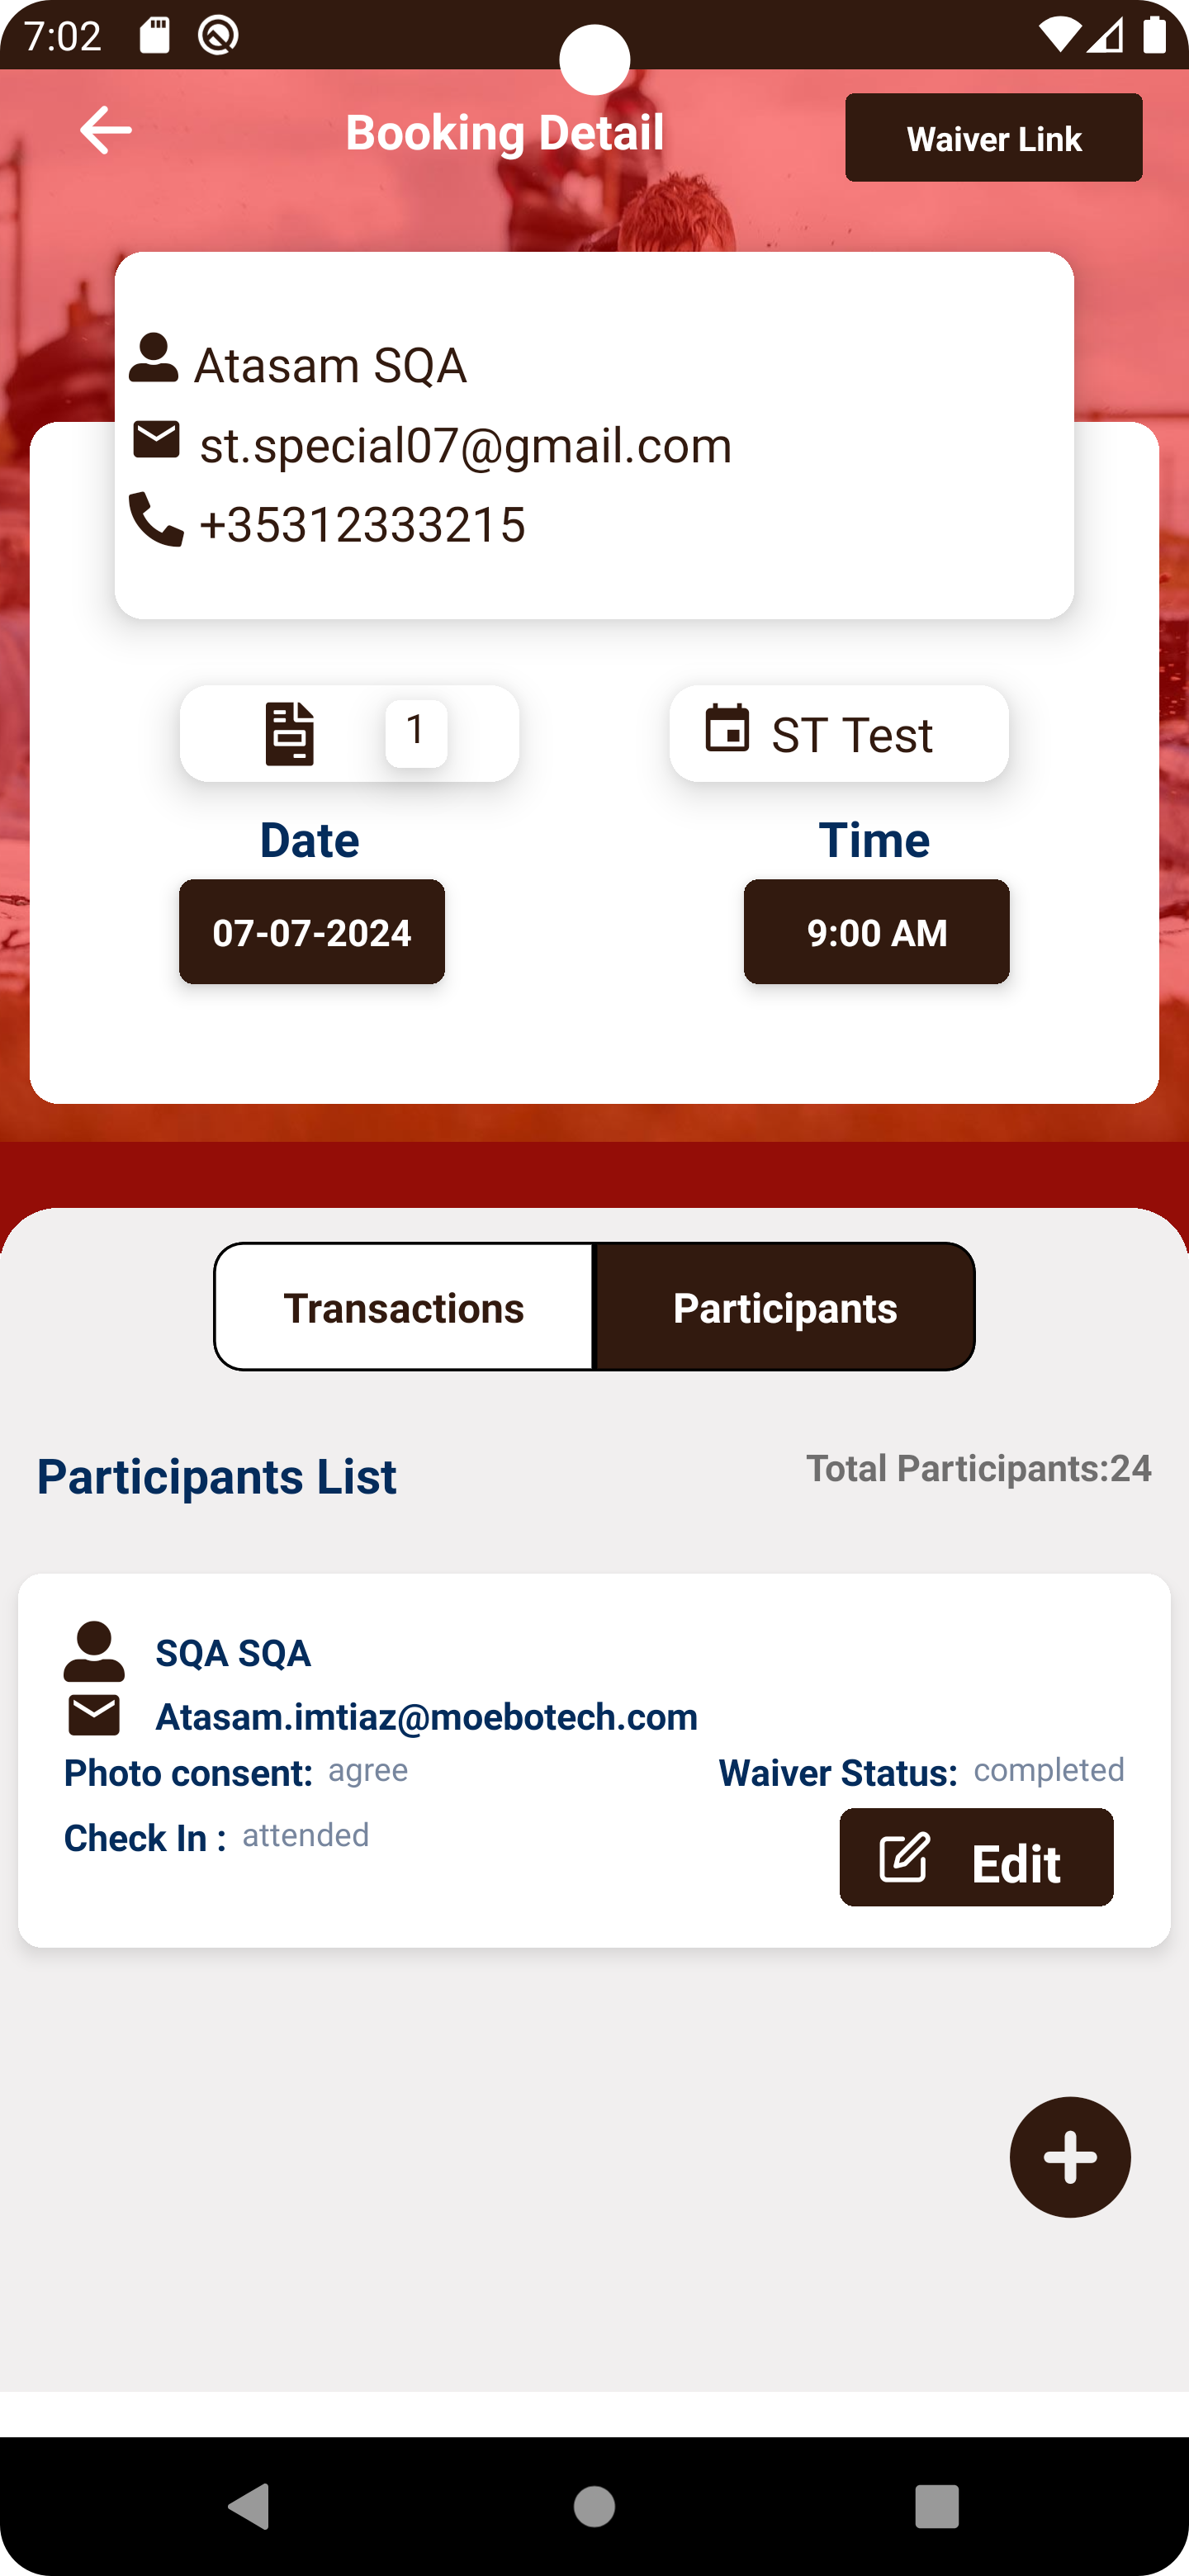 7:02
Booking Detail
Waiver Link
Atasam SQA
st.special07@gmail.com
+35312333215
1
ST Test
Date
Time
07-07-2024
9:00 AM
Transactions
Participants
Participants List
Total Participants:24
SQA SQA
Atasam.imtiaz@moebotech.com
Photo consent: agree
Waiver Status: completed
Check In : attended
Edit